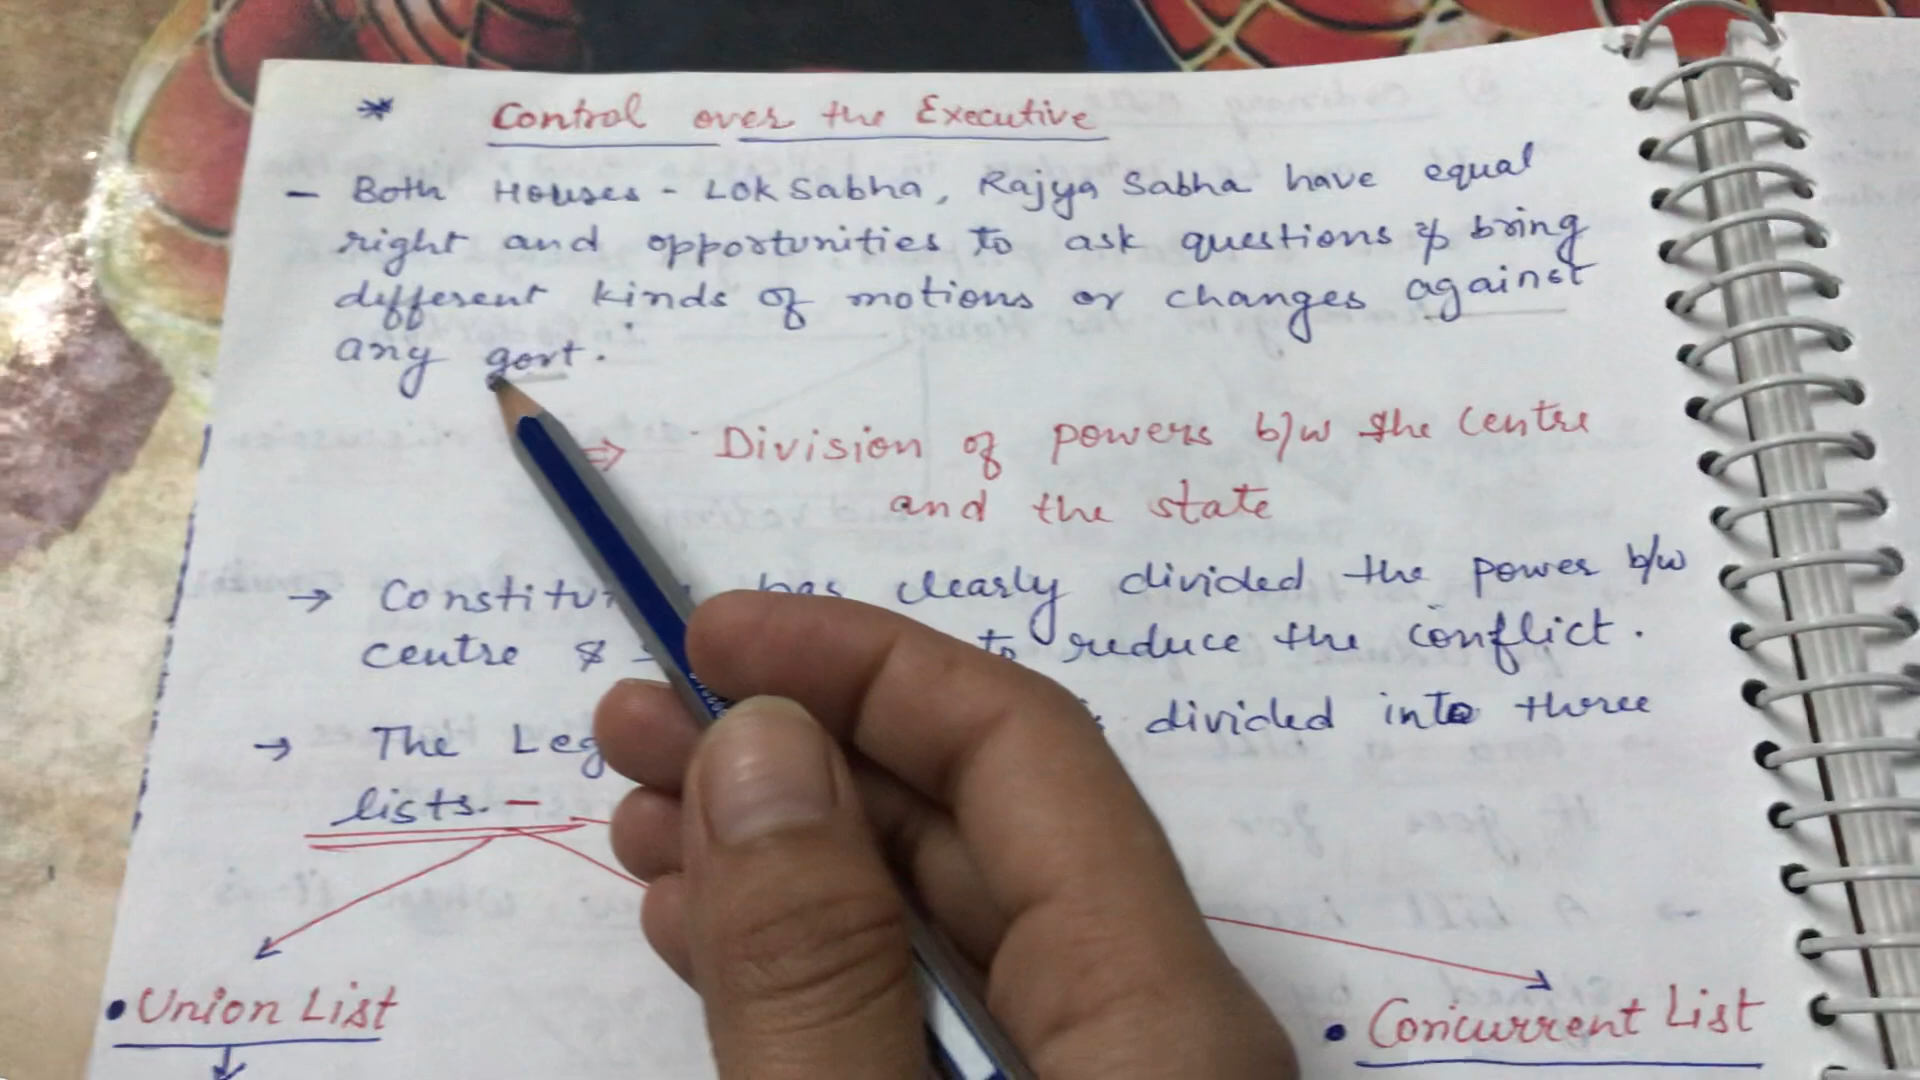 * Control over the Executive
- Both Houses - Lok Sabha, Rajya Sabha have equal
right and opportunities to ask questions & bring
different kinds of motions or changes against
any govt.
⇒ Division of powers b/w the Centre
and the state
→ has clearly divided the power b/w
centre & to reduce the conflict.
→ The divided into three
lists. -
• Union List
• Concurrent List